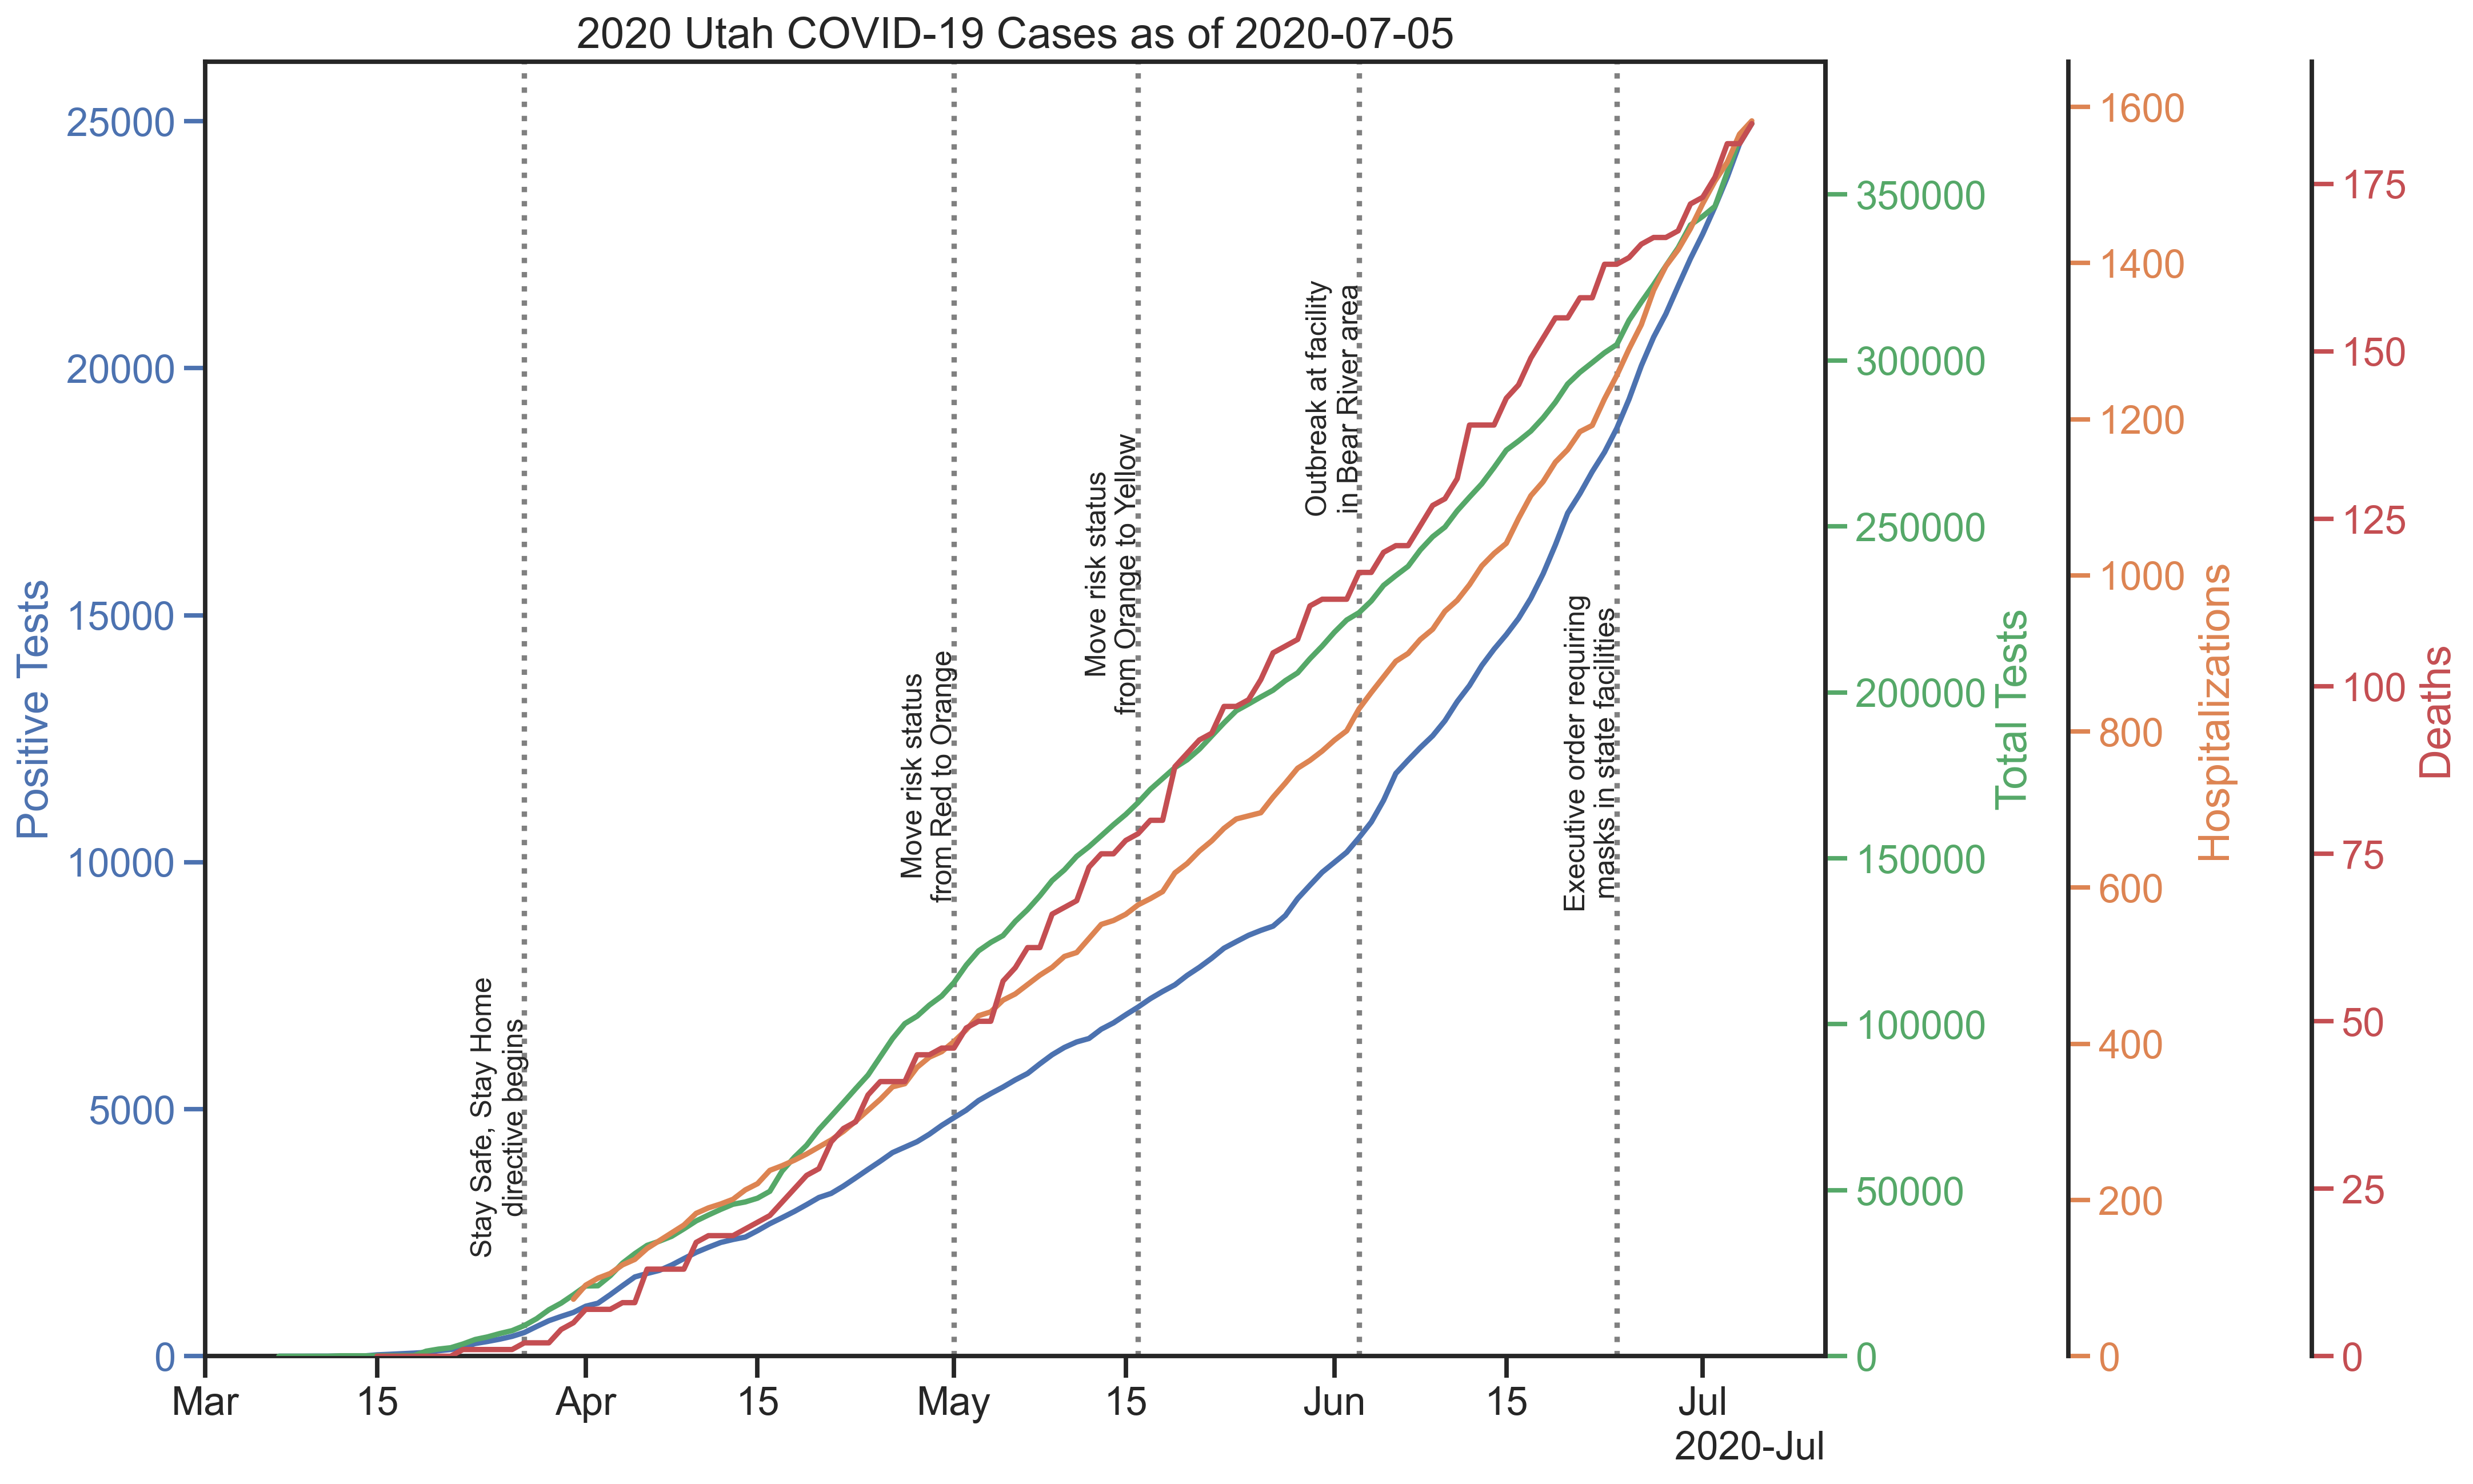 2020 Utah COVID-19 Cases as of 2020-07-05
Positive Tests
25000
20000
15000
10000
5000
0
Stay Safe, Stay Home
directive begins
Move risk status
from Red to Orange
Move risk status
from Orange to Yellow
Outbreak at facility
in Bear River area
Executive order requiring
masks in state facilities
350000
300000
250000
200000
150000
100000
50000
0
Total Tests
1600
1400
1200
1000
800
600
400
200
0
Hospitalizations
175
150
125
100
75
50
25
0
Deaths
Mar 15 Apr 15 May 15 Jun 15 Jul
2020-Jul